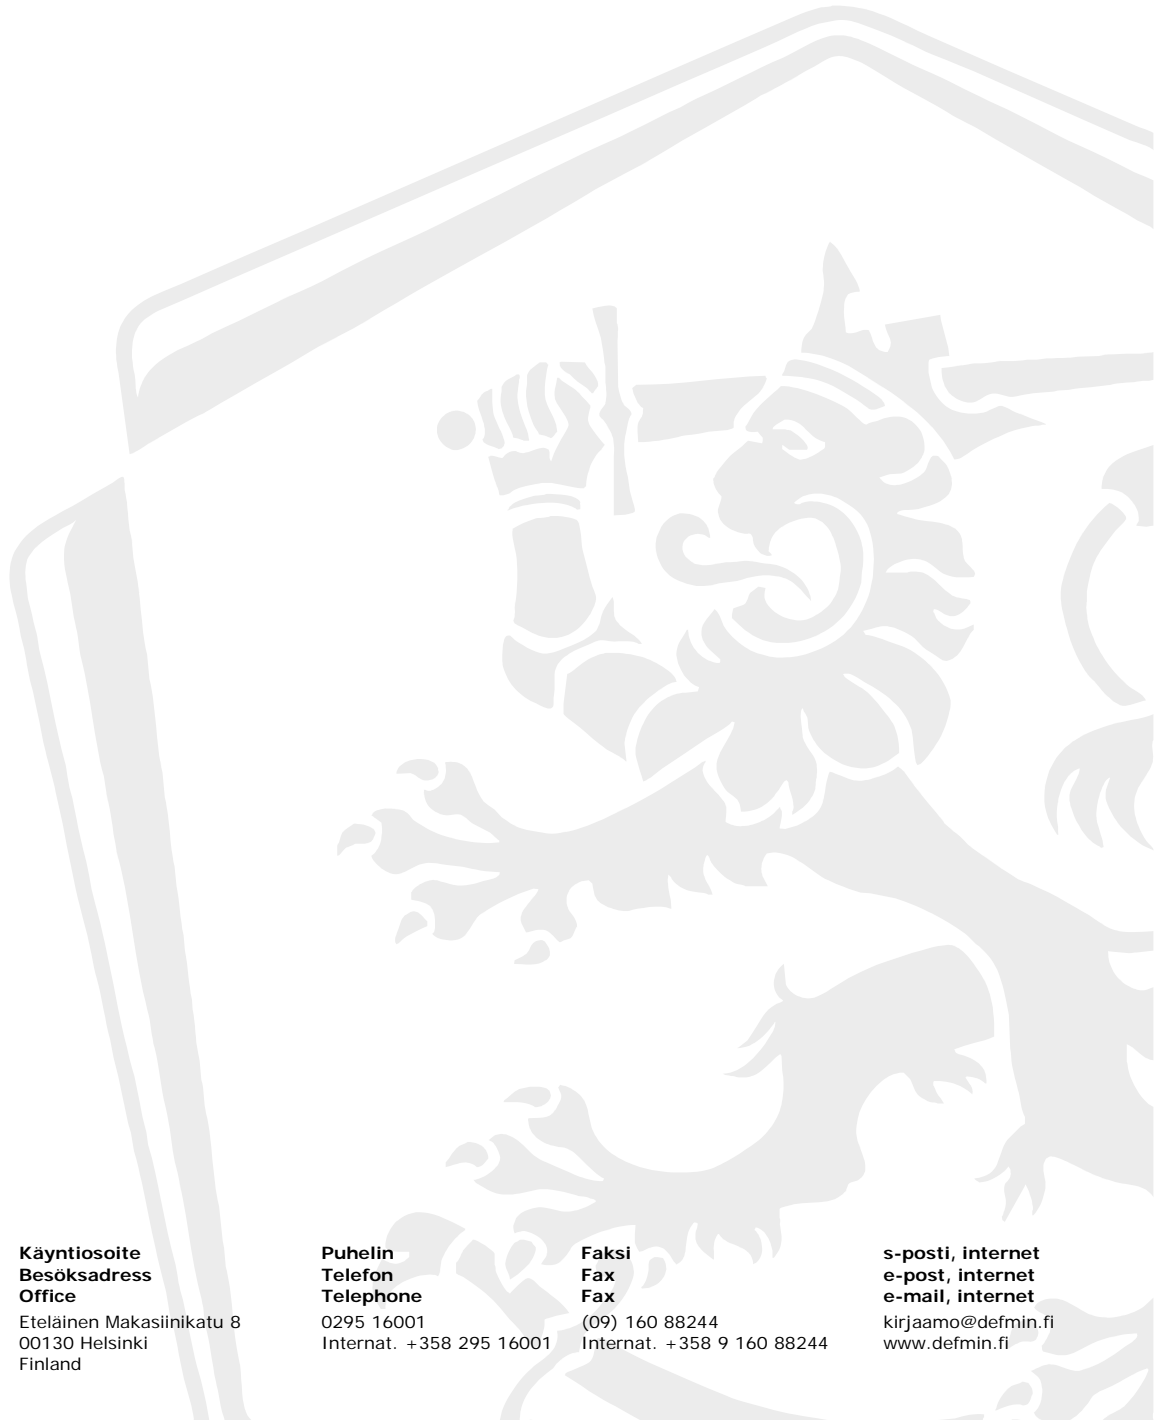 Käyntiosoite
Besöksadress
Office
Eteläinen Makasiinikatu 8
00130 Helsinki
Finland
Puhelin
Telefon
Telephone
0295 16001
Internat. +358 295 16001
Faksi
Fax
Fax
(09) 160 88244
Internat. +358 9 160 88244
s-posti, internet
e-post, internet
e-mail, internet
kirjaamo@defmin.fi
www.defmin.fi